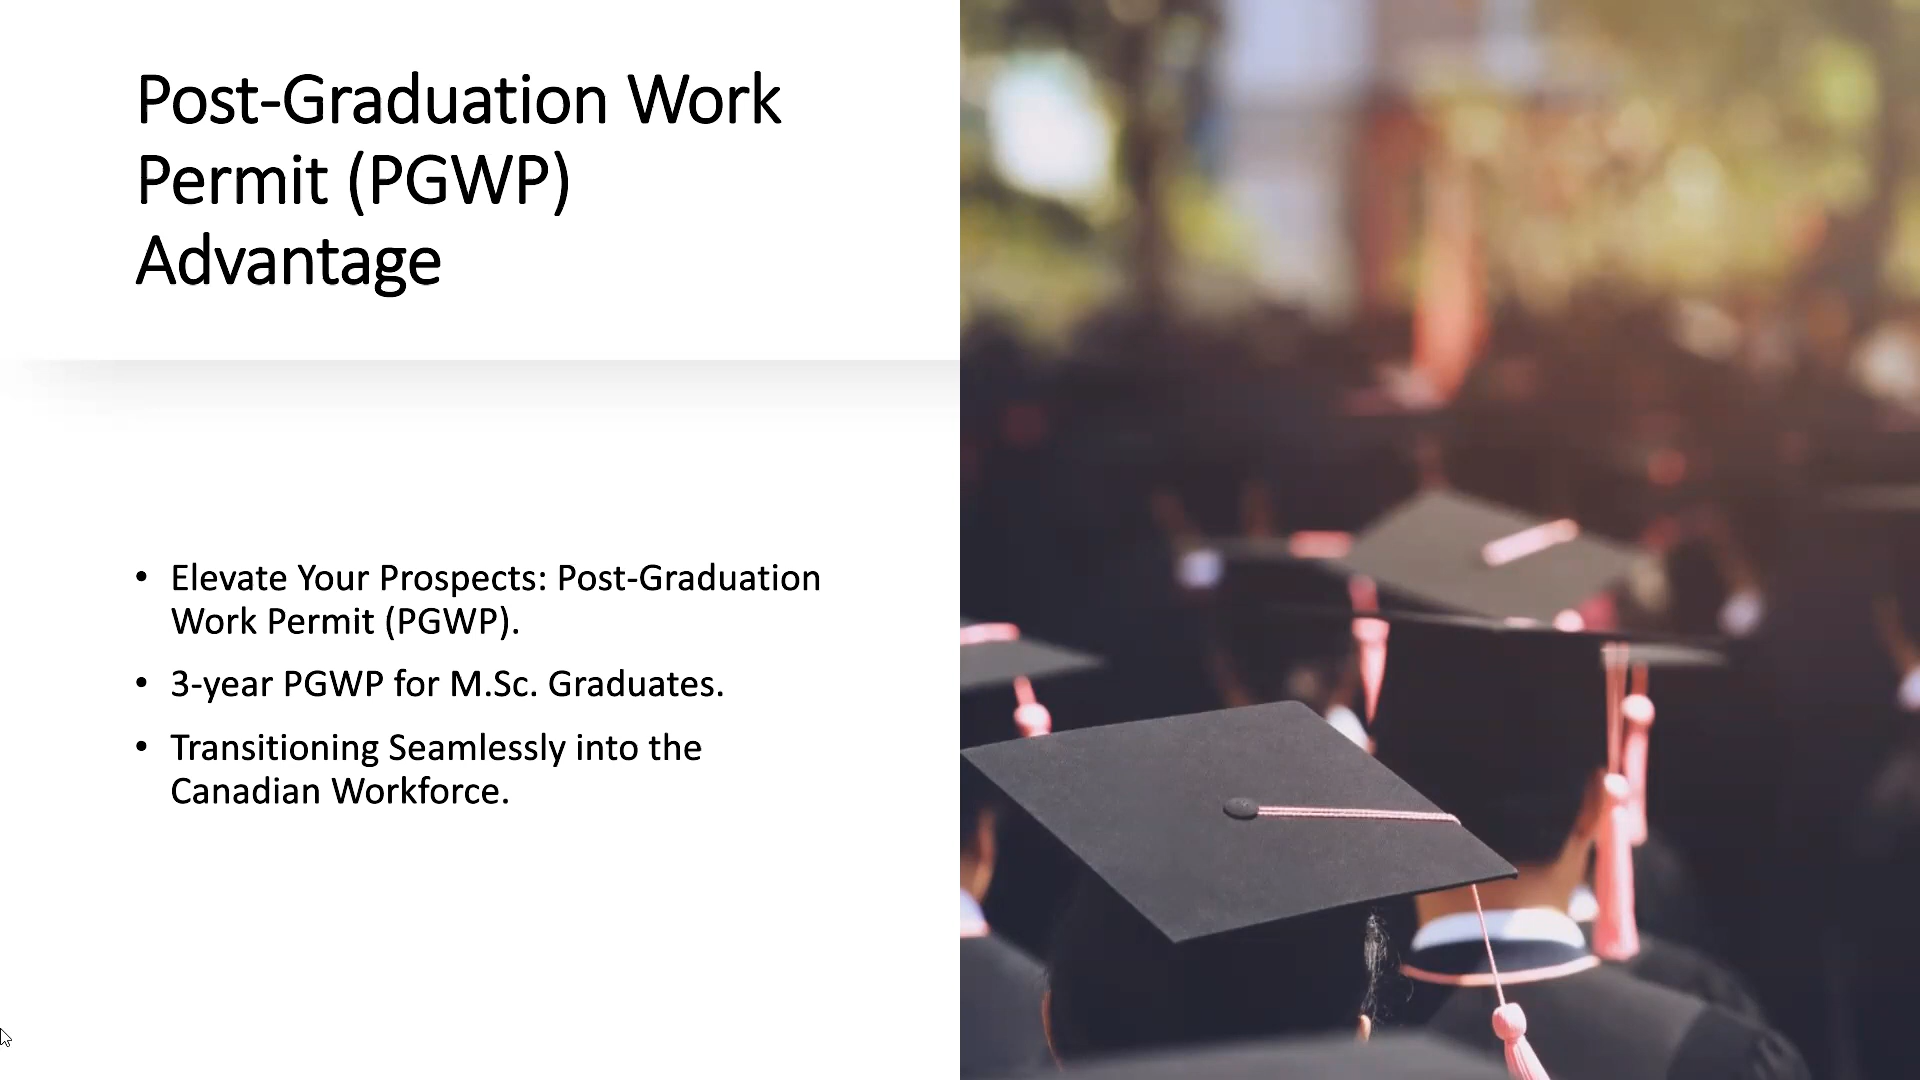 Post-Graduation Work
Permit (PGWP)
Advantage
• Elevate Your Prospects: Post-Graduation
Work Permit (PGWP).
• 3-year PGWP for M.Sc. Graduates.
• Transitioning Seamlessly into the
Canadian Workforce.